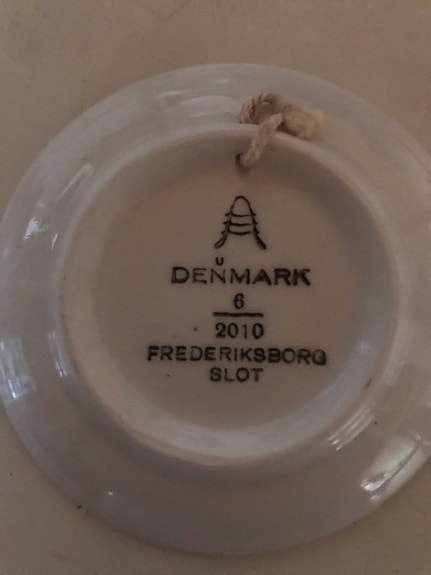 DENMARK
6
2010
FREDERIKSBORG
SLOT